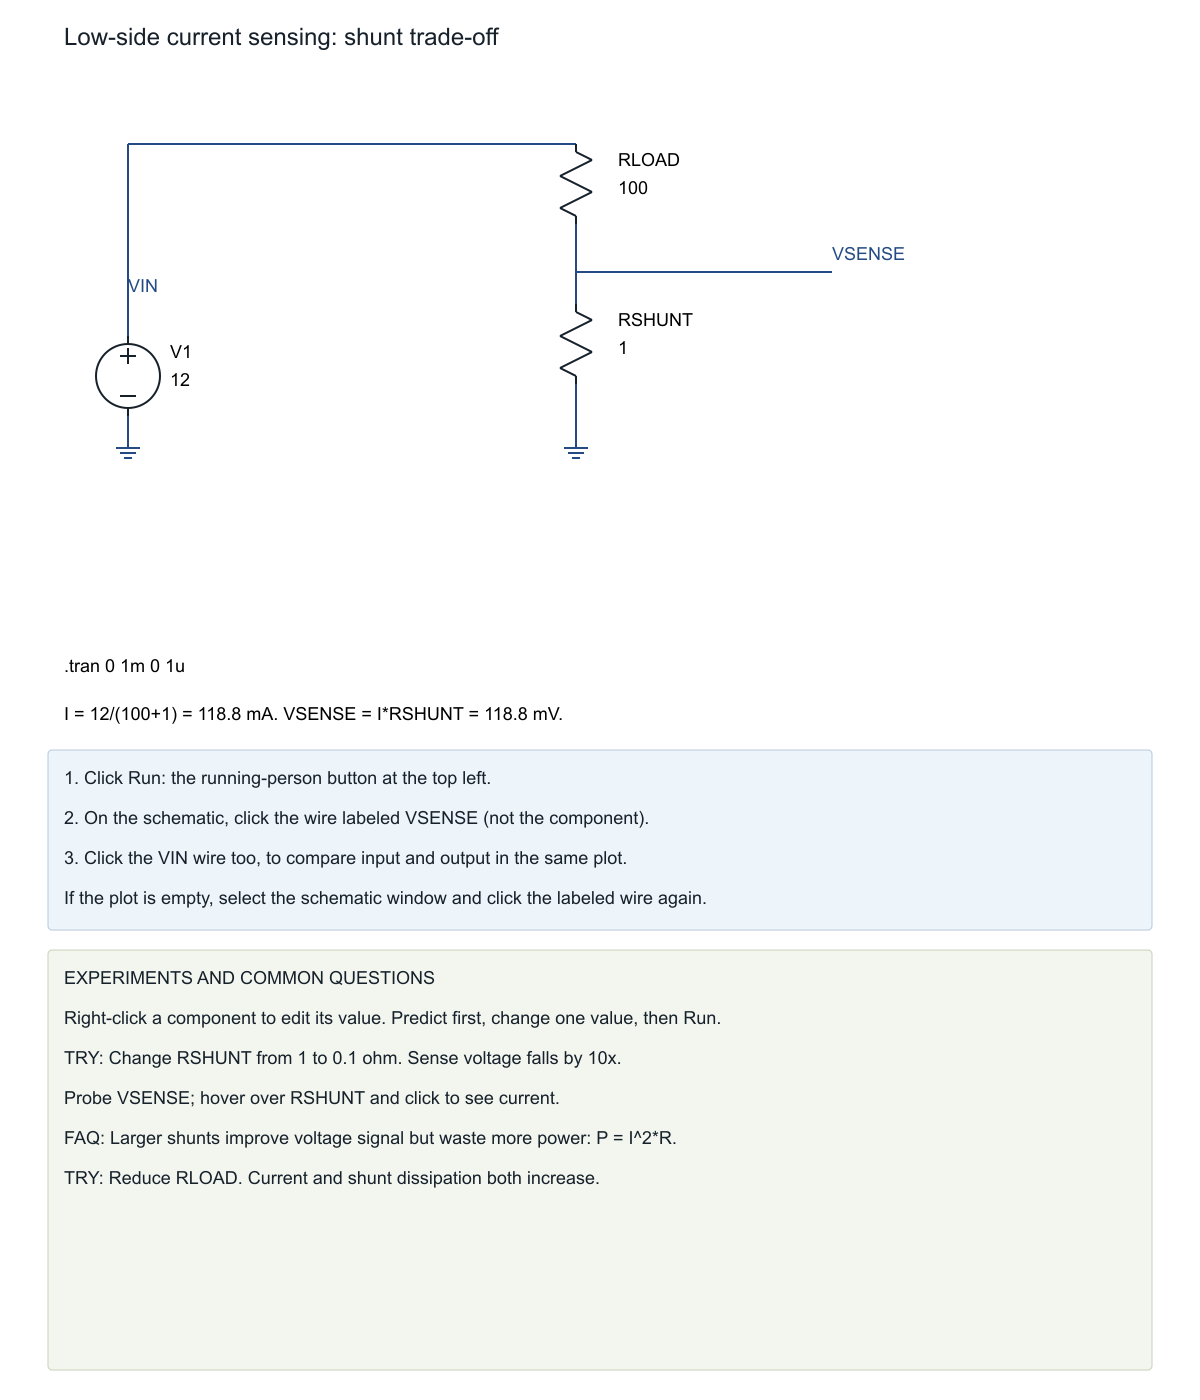 Low-side current sensing: shunt trade-off
RLOAD
100
VSENSE
VIN
RSHUNT
1
V1
12
.tran 0 1m 0 1u
I = 12/(100+1) = 118.8 mA. VSENSE = I*RSHUNT = 118.8 mV.
1. Click Run: the running-person button at the top left.
2. On the schematic, click the wire labeled VSENSE (not the component).
3. Click the VIN wire too, to compare input and output in the same plot.
If the plot is empty, select the schematic window and click the labeled wire again.
EXPERIMENTS AND COMMON QUESTIONS
Right-click a component to edit its value. Predict first, change one value, then Run.
TRY: Change RSHUNT from 1 to 0.1 ohm. Sense voltage falls by 10x.
Probe VSENSE; hover over RSHUNT and click to see current.
FAQ: Larger shunts improve voltage signal but waste more power: P = I^2*R.
TRY: Reduce RLOAD. Current and shunt dissipation both increase.